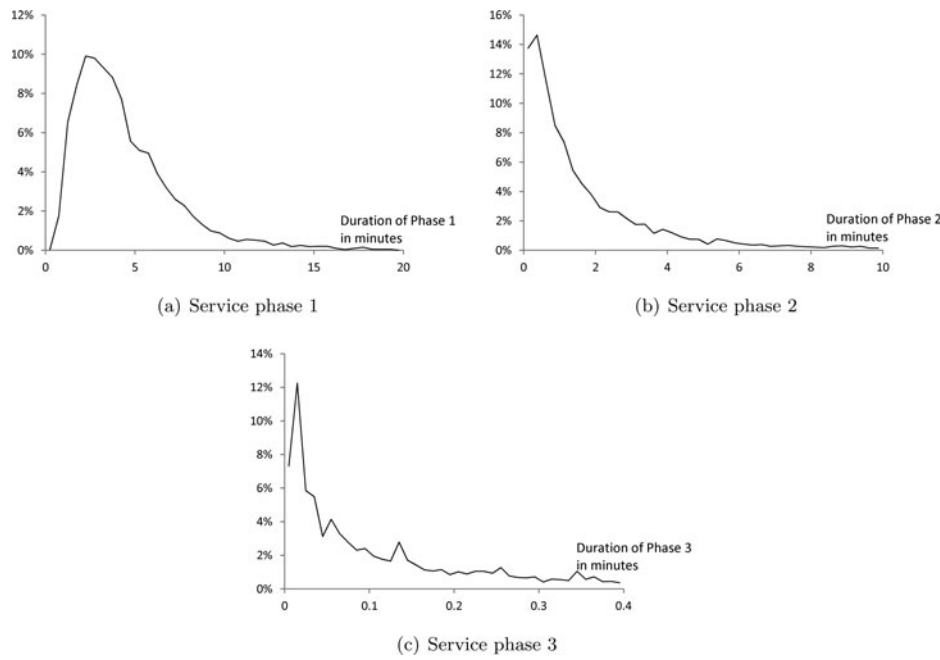 12%
10%
8%
6%
4%
2%
0%
0 5 10 15 20
Duration of Phase 1
in minutes
(a) Service phase 1
16%
14%
12%
10%
8%
6%
4%
2%
0%
0 2 4 6 8 10
Duration of Phase 2
in minutes
(b) Service phase 2
14%
12%
10%
8%
6%
4%
2%
0%
0 0.1 0.2 0.3 0.4
Duration of Phase 3
in minutes
(c) Service phase 3